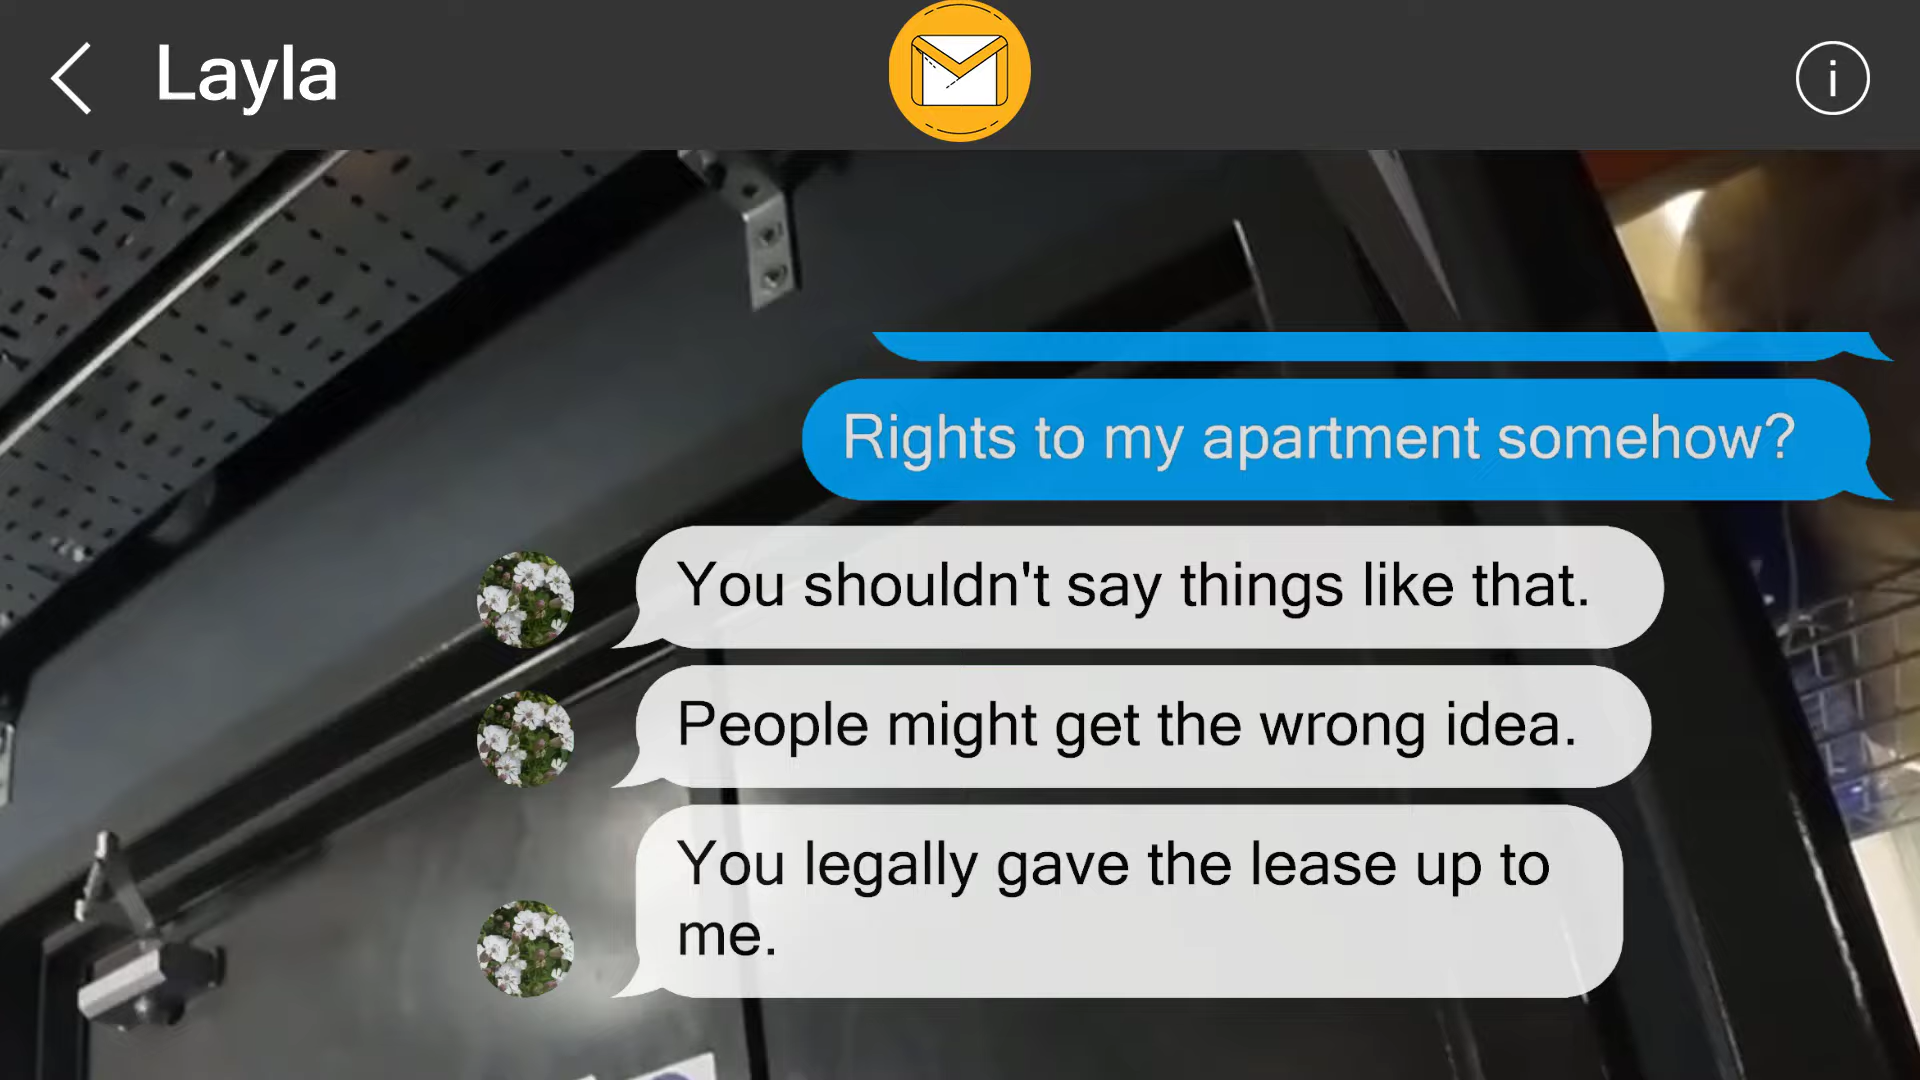 Layla
Rights to my apartment somehow?
You shouldn't say things like that.
People might get the wrong idea.
You legally gave the lease up to
me.